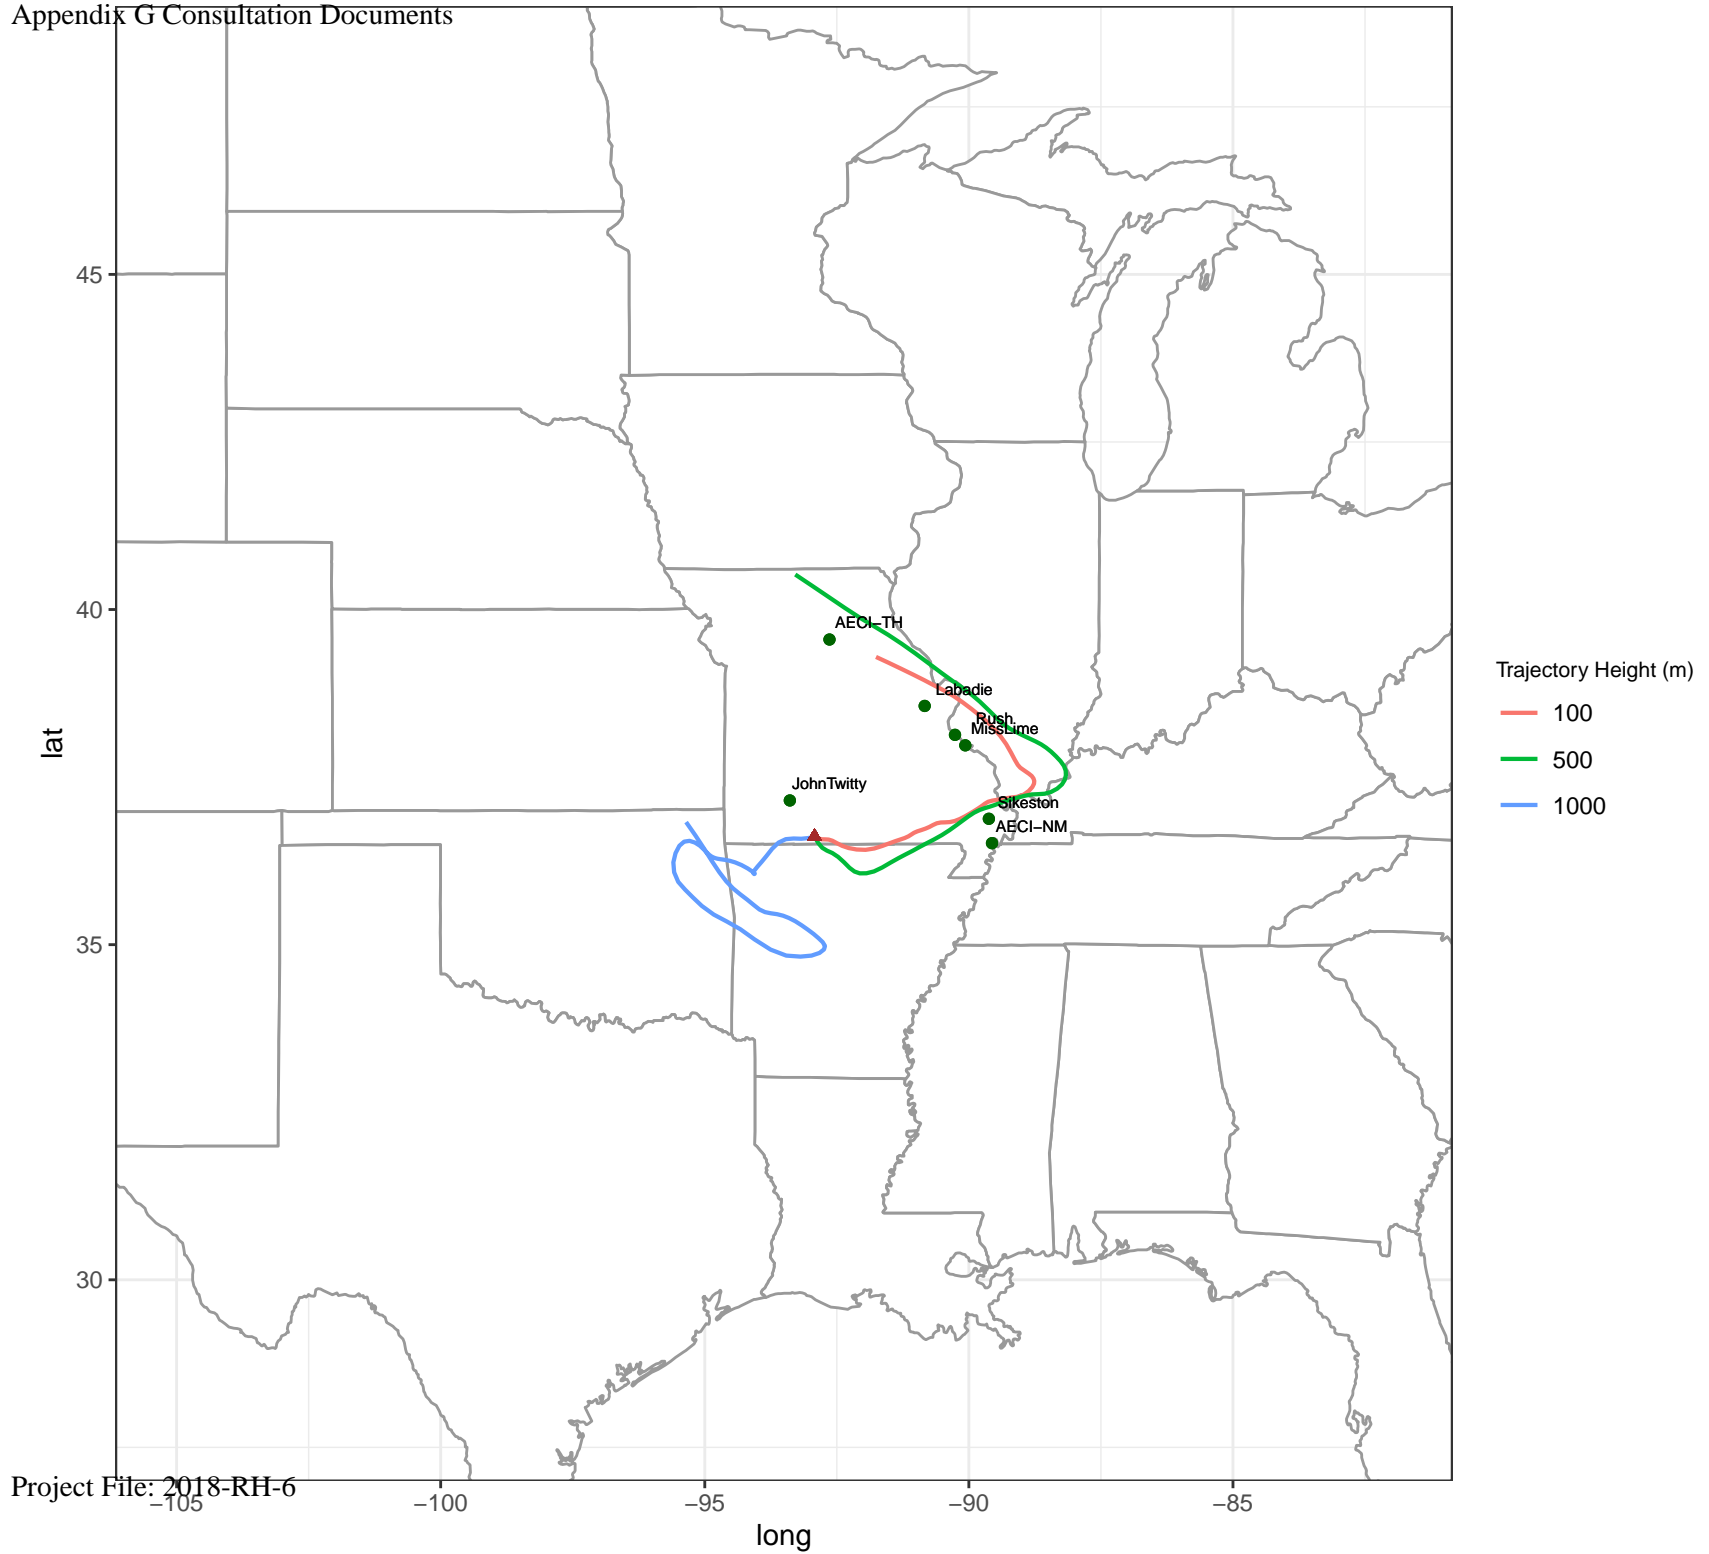 Appendix G Consultation Documents
45
40
35
30
lat
AECI−TH
Labadie
Rush
MissLime
JohnTwitty
Sikeston
AECI−NM
Trajectory Height (m)
100
500
1000
Project File: 2018-RH-6
−105
−100
−95
−90
−85
long